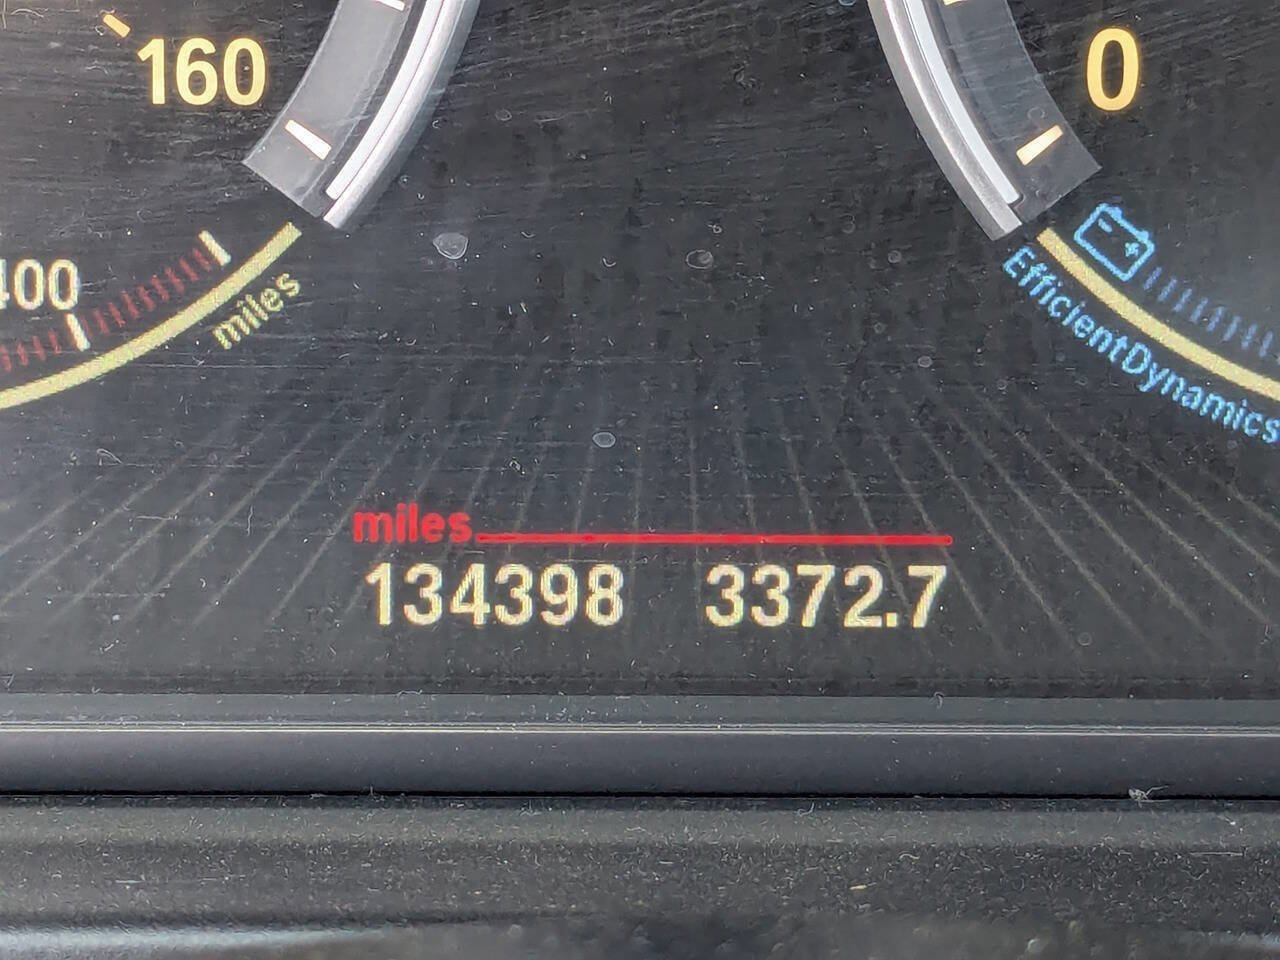 160
0
400
miles
EfficientDynamics
miles
134398 3372.7